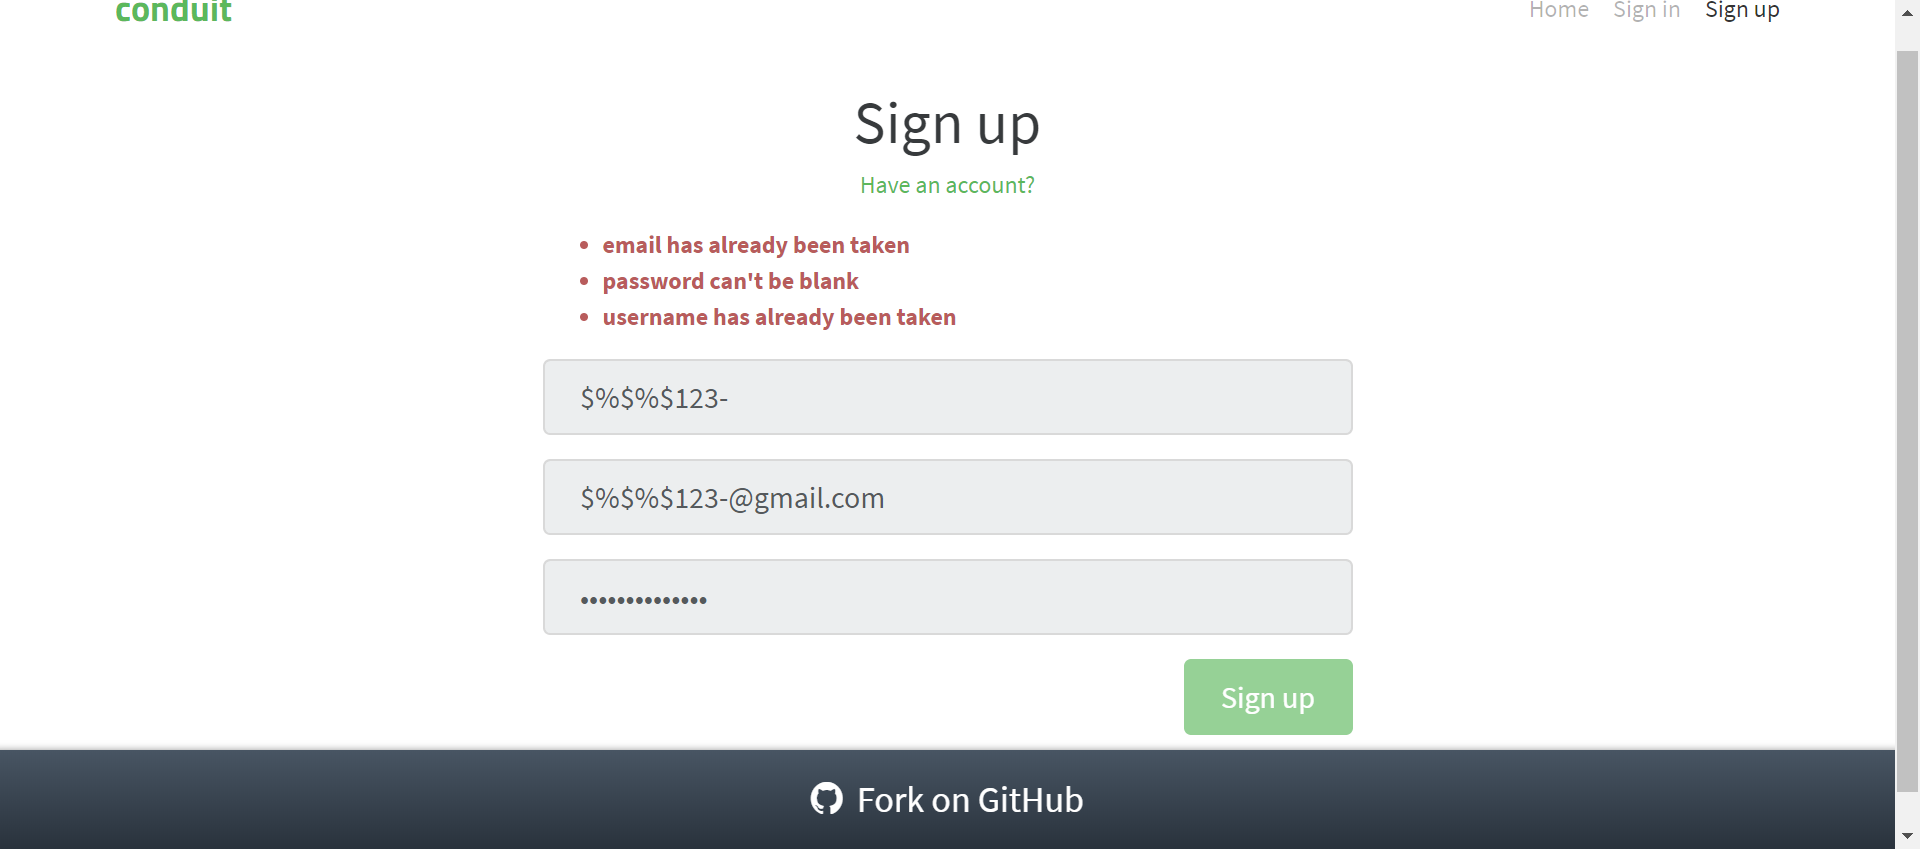 conduit
Home Sign in Sign up
Sign up
Have an account?
email has already been taken
password can't be blank
username has already been taken
$%$%$123-
$%$%$123-@gmail.com
••••••••••••••
Sign up
Fork on GitHub